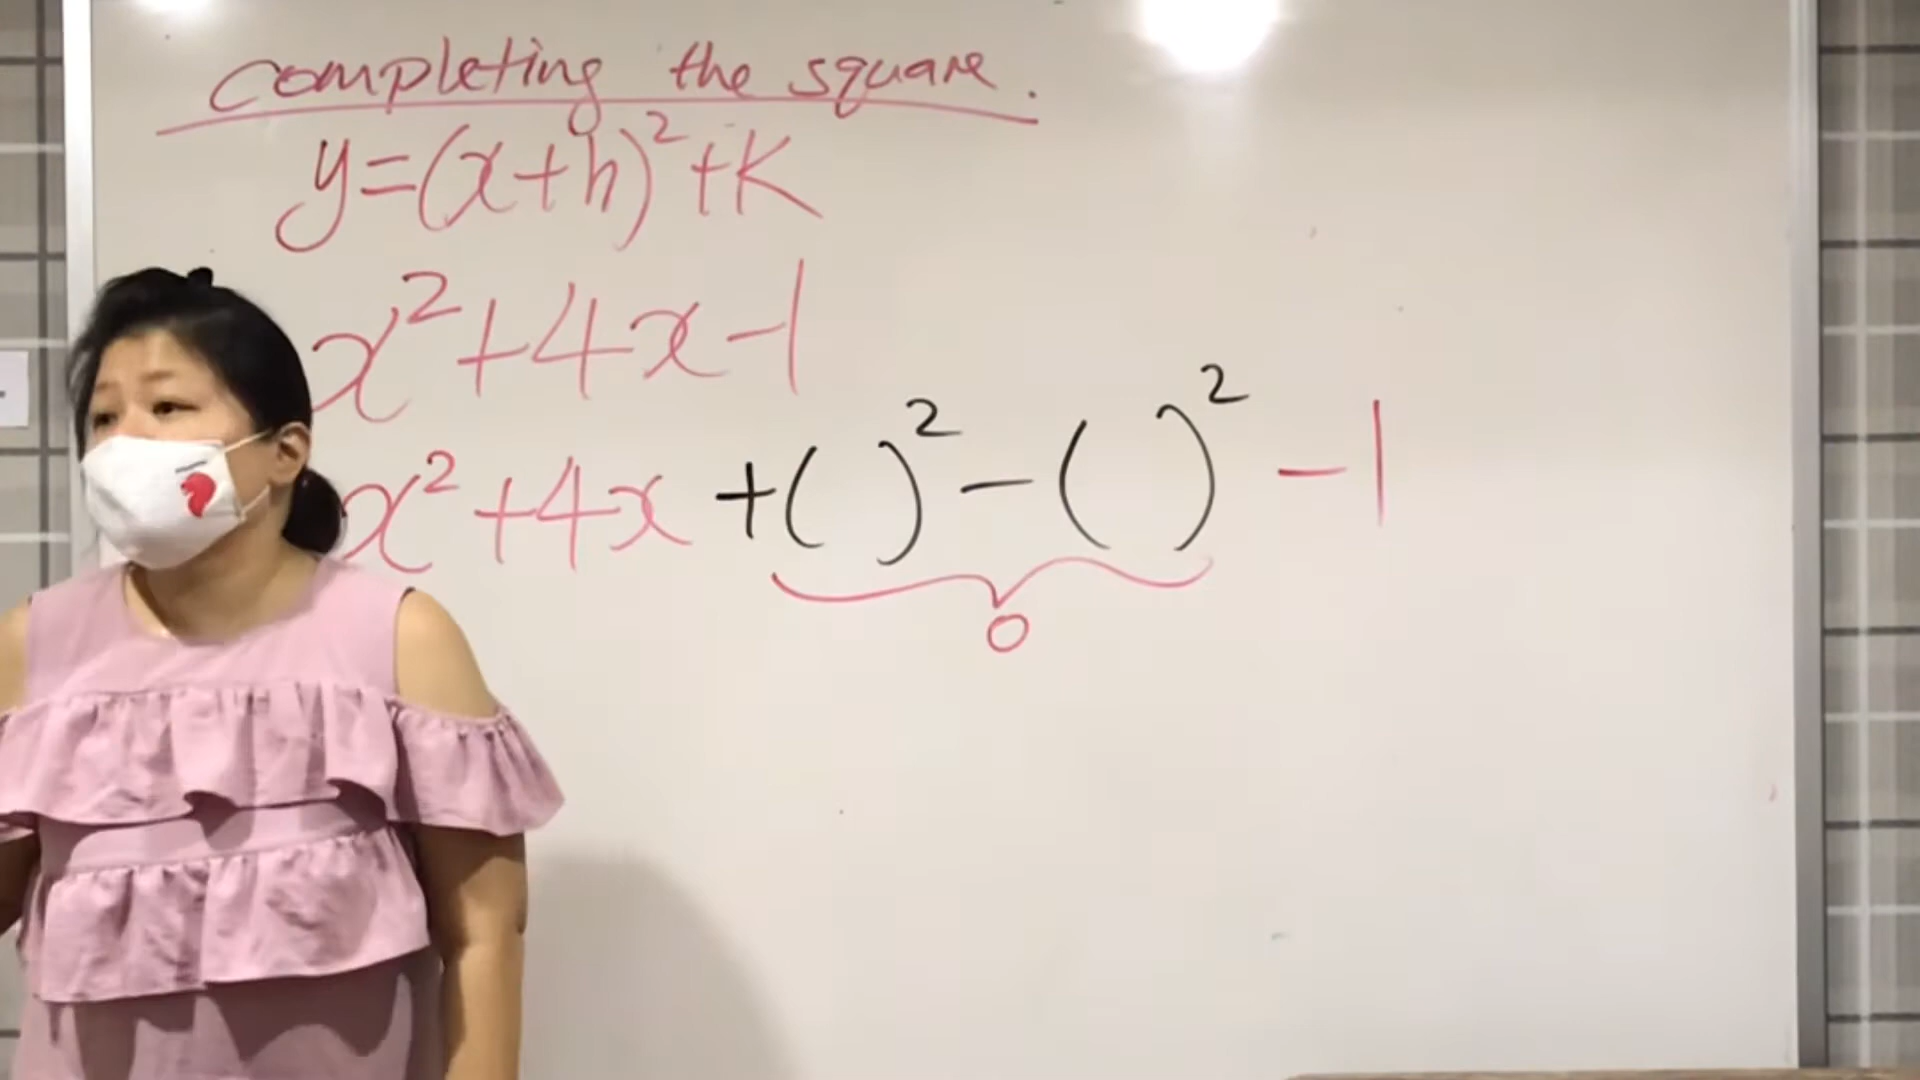 completing the square.
y=(x+h)²+K
x²+4x-1
x²+4x +( )²-( )²-1
0